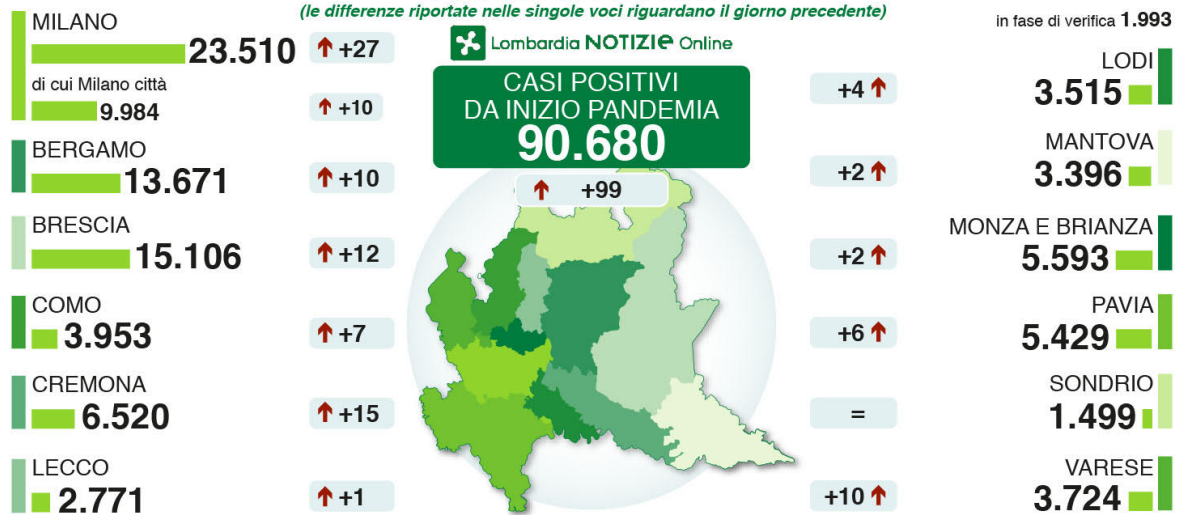 (le differenze riportate nelle singole voci riguardano il giorno precedente)
Lombardia NOTIZIE Online
CASI POSITIVI
DA INIZIO PANDEMIA
90.680
+99
MILANO
23.510 +27
di cui Milano città
9.984 +10
BERGAMO
13.671 +10
BRESCIA
15.106 +12
COMO
3.953 +7
CREMONA
6.520 +15
LECCO
2.771 +1
in fase di verifica 1.993
LODI
+4 3.515
MANTOVA
+2 3.396
MONZA E BRIANZA
+2 5.593
PAVIA
+6 5.429
SONDRIO
= 1.499
VARESE
+10 3.724